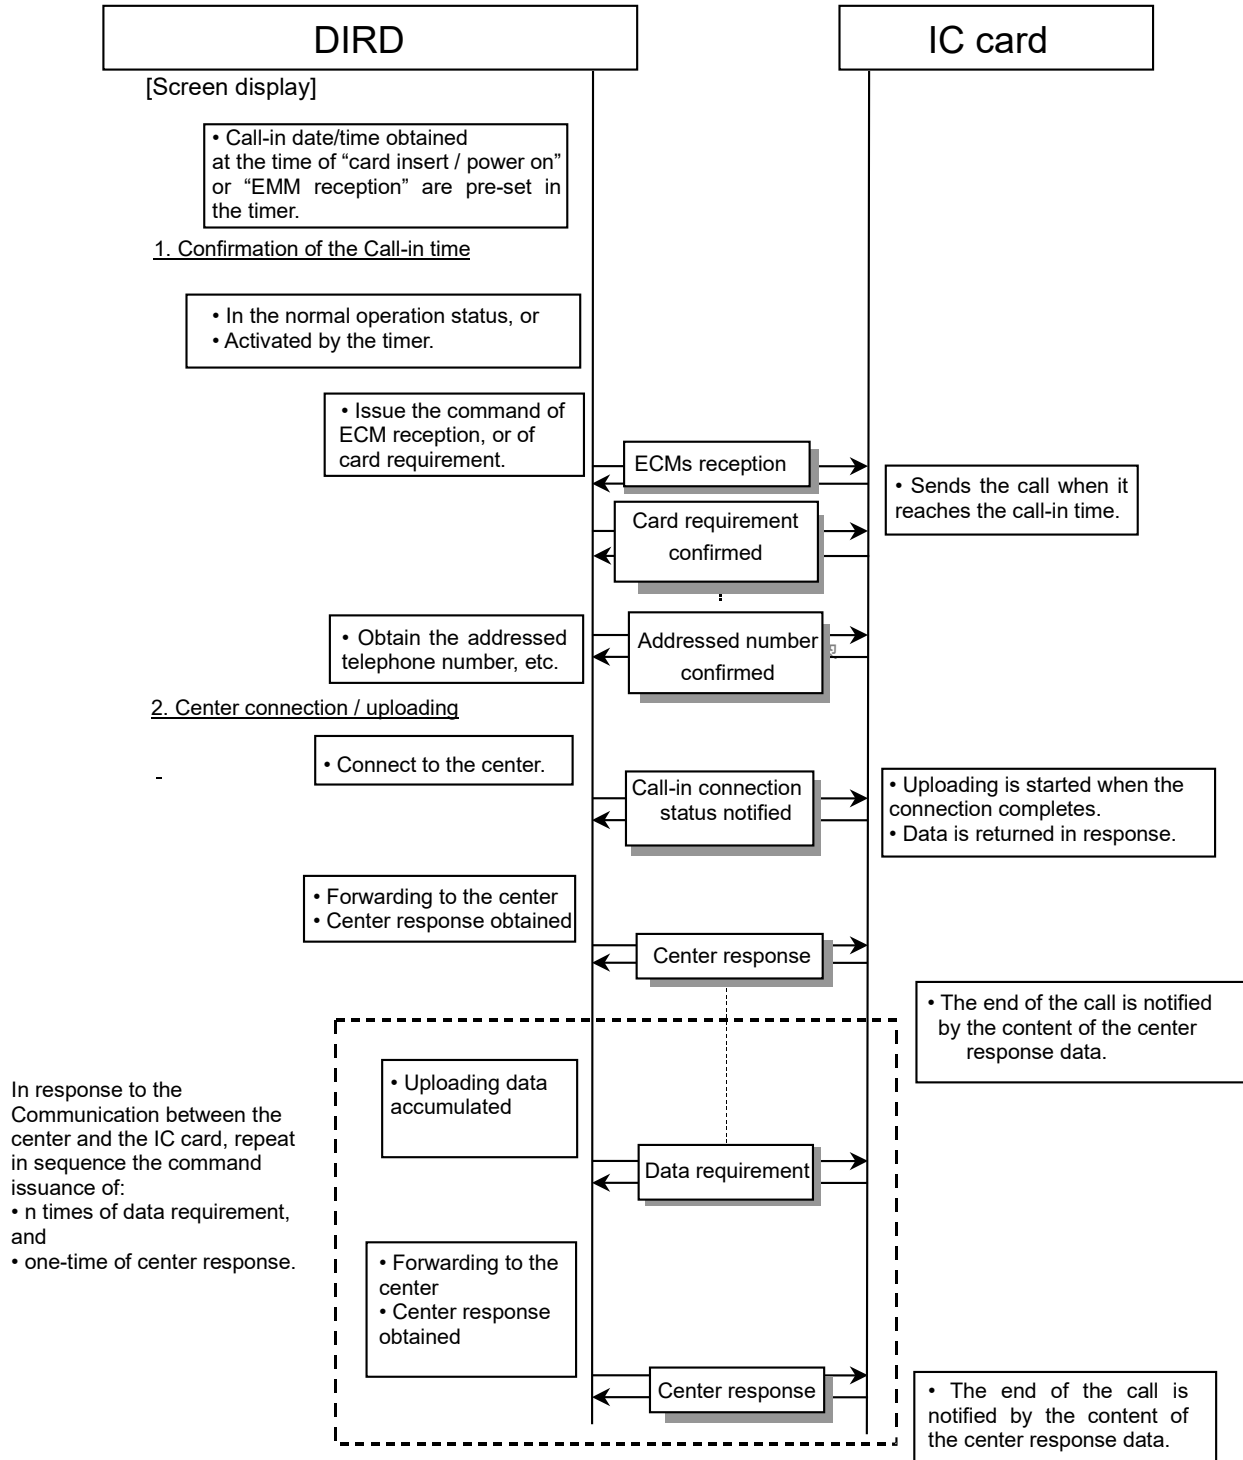 DIRD
IC card
[Screen display]
• Call-in date/time obtained
at the time of “card insert / power on”
or “EMM reception” are pre-set in
the timer.
1. Confirmation of the Call-in time
• In the normal operation status, or
• Activated by the timer.
• Issue the command of
ECM reception, or of
card requirement.
ECMs reception
• Sends the call when it
reaches the call-in time.
Card requirement
confirmed
• Obtain the addressed
telephone number, etc.
Addressed number
confirmed
2. Center connection / uploading
• Connect to the center.
Call-in connection
status notified
• Uploading is started when the
connection completes.
• Data is returned in response.
• Forwarding to the center
• Center response obtained
Center response
• The end of the call is notified
by the content of the center
response data.
In response to the
Communication between the
center and the IC card, repeat
in sequence the command
issuance of:
• n times of data requirement,
and
• one-time of center response.
• Uploading data
accumulated
Data requirement
• Forwarding to the
center
• Center response
obtained
Center response
• The end of the call is
notified by the content of
the center response data.